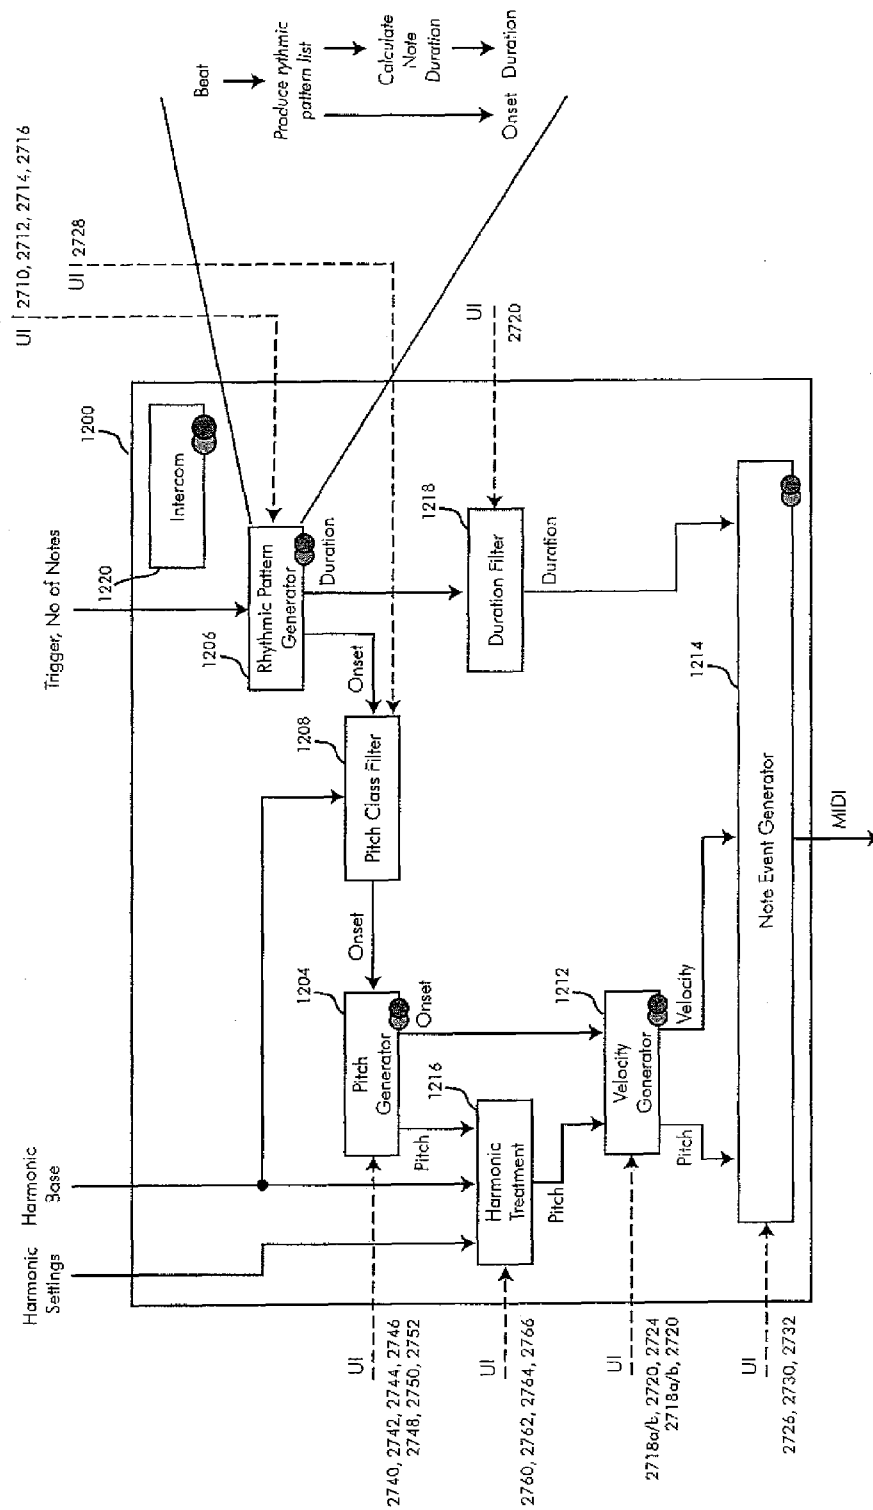 Harmonic
Settings
Harmonic
Base
Trigger, No of Notes
UI 2710, 2712, 2714, 2716
UI 2728
1200
Intercom
1220
1206
Rhythmic Pattern
Generator
Onset
Duration
1208
Pitch Class Filter
Onset
1204
Pitch
Generator
Pitch
Onset
UI
2740, 2742, 2744, 2746
2748, 2750, 2752
1216
Harmonic
Treatment
Pitch
UI
2760, 2762, 2764, 2766
1218
Duration Filter
Duration
UI
2720
1212
Velocity
Generator
Pitch
Velocity
UI
2718a/b, 2720, 2724
2718a/b, 2720
1214
Note Event Generator
UI
2726, 2730, 2732
MIDI
Beat
Produce rythmic
pattern list
Calculate
Note
Duration
Onset
Duration